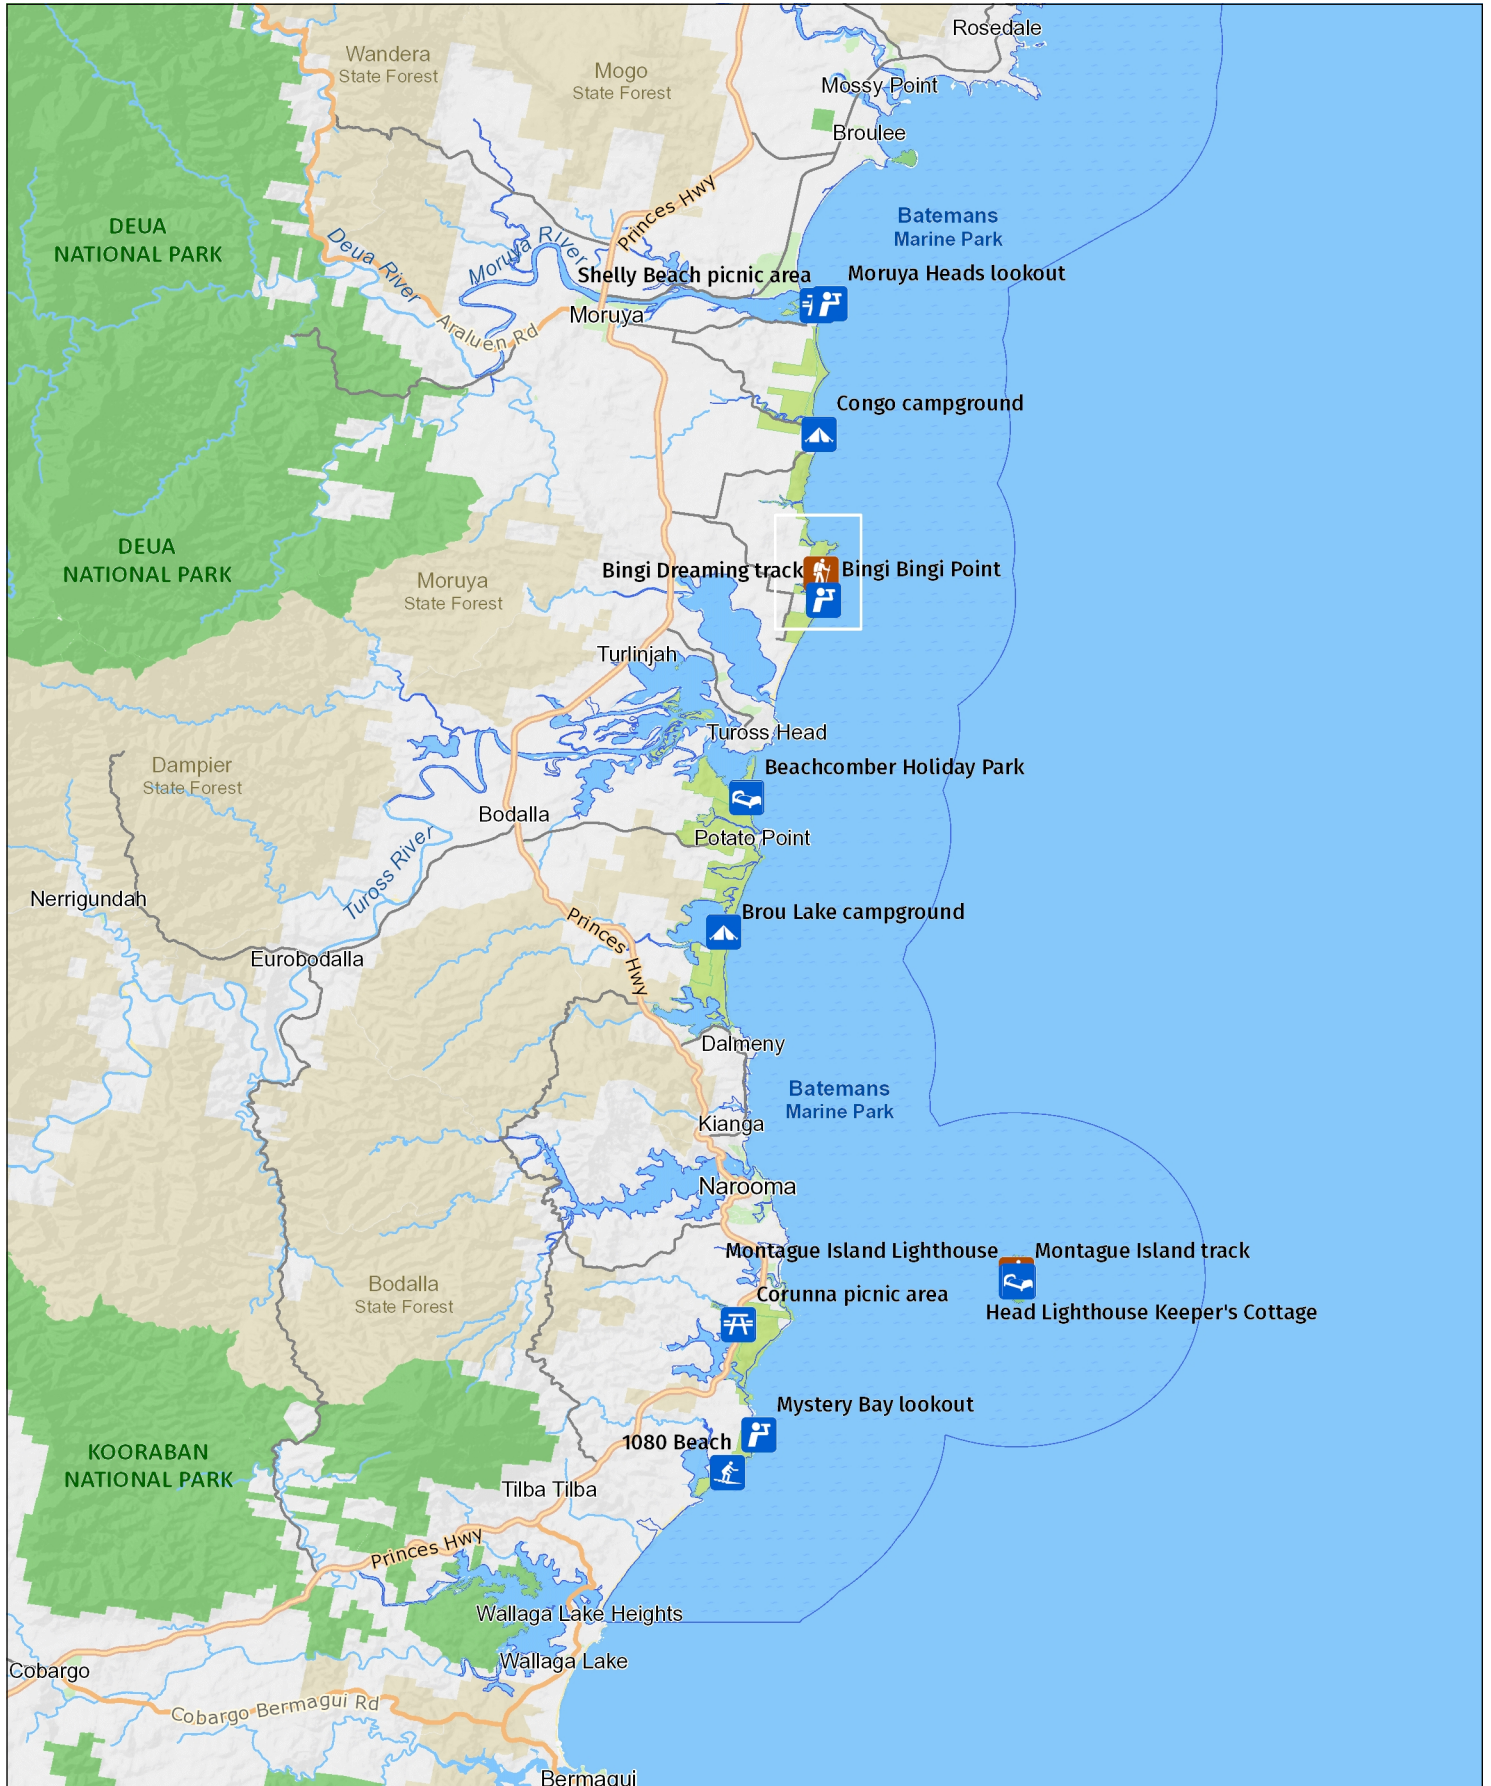 Rosedale
Wandera
State Forest
Mogo
State Forest
Mossy Point
Broulee
Princes Hwy
DEUA
NATIONAL PARK
Batemans
Marine Park
Deua River
Moruya River
Shelly Beach picnic area
Moruya Heads lookout
Moruya
Araluen Rd
Congo campground
DEUA
NATIONAL PARK
Moruya
State Forest
Bingi Dreaming track
Bingi Bingi Point
Turlinjah
Tuross Head
Dampier
State Forest
Beachcomber Holiday Park
Bodalla
Potato Point
Tuross River
Nerrigundah
Brou Lake campground
Princes Hwy
Eurobodalla
Dalmeny
Batemans
Marine Park
Kianga
Narooma
Montague Island Lighthouse
Montague Island track
Bodalla
State Forest
Corunna picnic area
Head Lighthouse Keeper's Cottage
Mystery Bay lookout
1080 Beach
KOORABAN
NATIONAL PARK
Tilba Tilba
Princes Hwy
Wallaga Lake Heights
Wallaga Lake
Cobargo
Cobargo Bermagui Rd
Bermagui